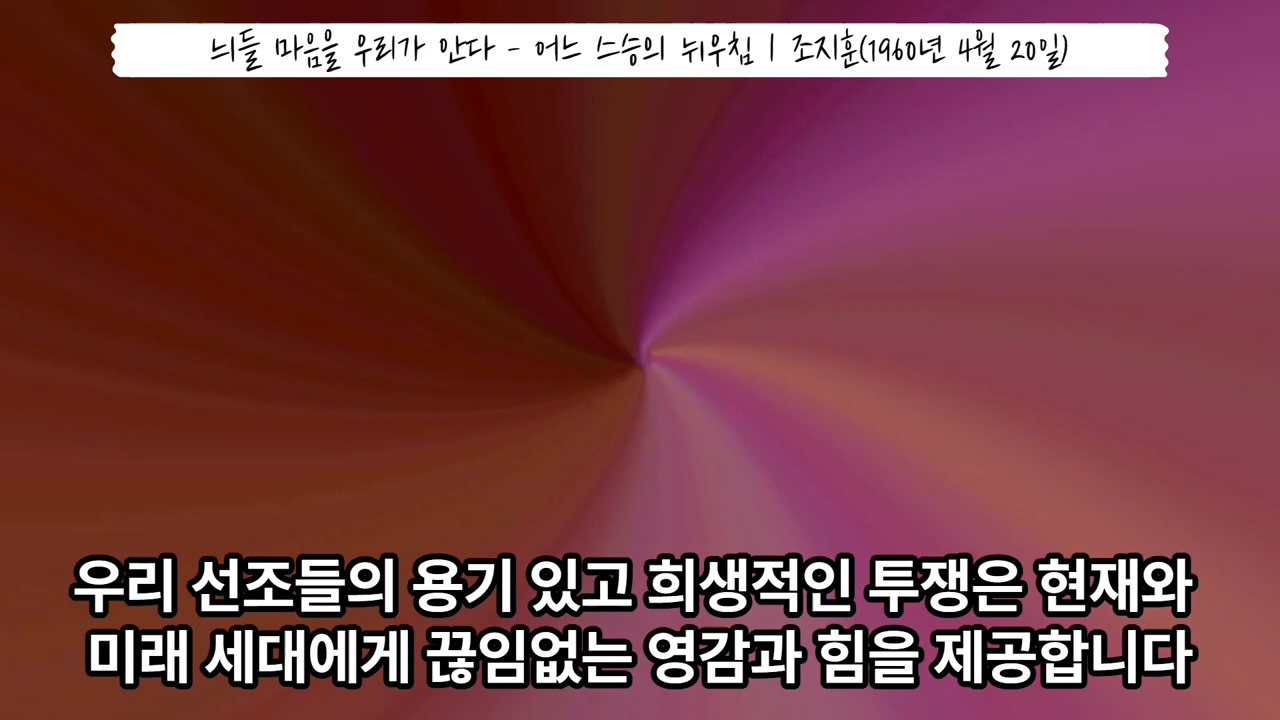 늬들 마음을 우리가 안다 - 어느 스승의 뉘우침 | 조지훈(1960년 4월 20일)
우리 선조들의 용기 있고 희생적인 투쟁은 현재와
미래 세대에게 끊임없는 영감과 힘을 제공합니다